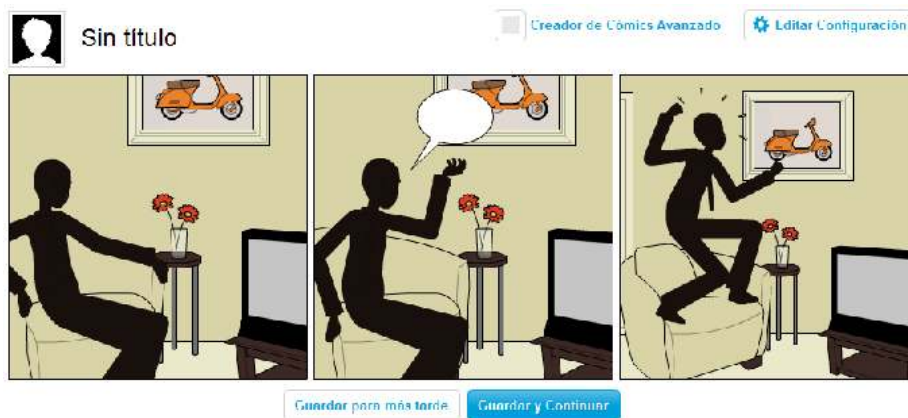 Sin título
Creador de Cómics Avanzado
Editar Configuración
Guardar para más tarde
Guardar y Continuar